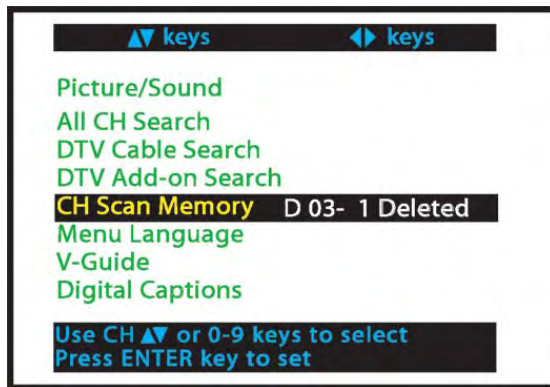 ▲▼ keys ◀▶ keys
Picture/Sound
All CH Search
DTV Cable Search
DTV Add-on Search
CH Scan Memory D 03- 1 Deleted
Menu Language
V-Guide
Digital Captions
Use CH ▲▼ or 0-9 keys to select
Press ENTER key to set